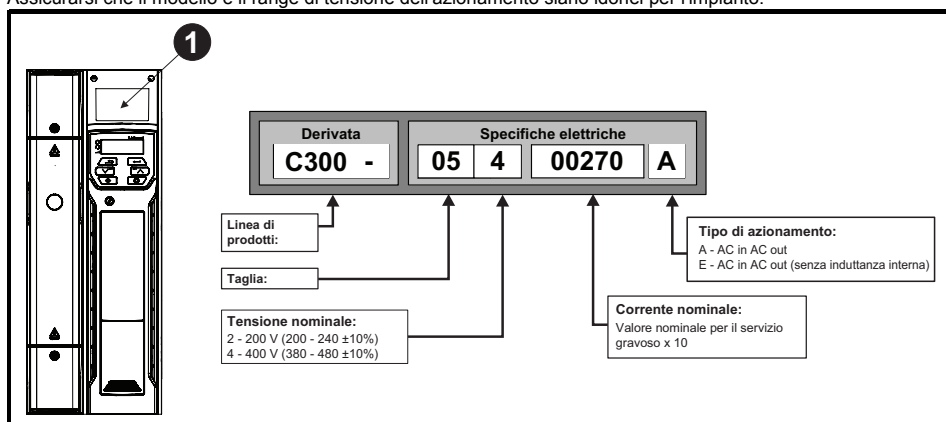 Assicurarsi che il modello e il range di tensione dell'azionamento siano idonei per l'impianto.
1
Derivata
Specifiche elettriche
C300 -
05 4 00270 A
Linea di
prodotti:
Taglia:
Tensione nominale:
2 - 200 V (200 - 240 ±10%)
4 - 400 V (380 - 480 ±10%)
Corrente nominale:
Valore nominale per il servizio
gravoso x 10
Tipo di azionamento:
A - AC in AC out
E - AC in AC out (senza induttanza interna)